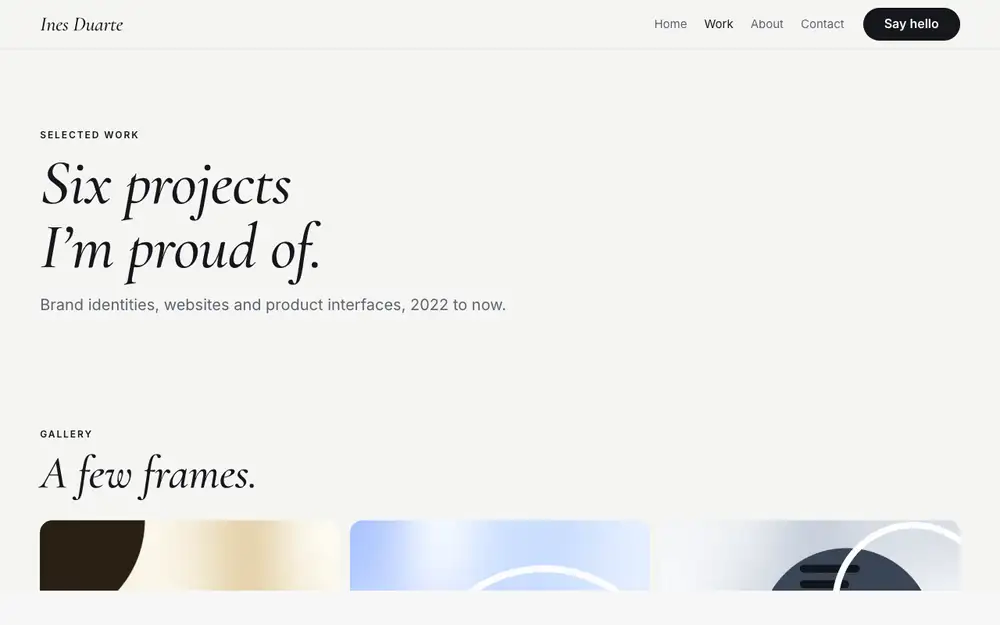 Ines Duarte
Home Work About Contact Say hello
SELECTED WORK
Six projects
I’m proud of.
Brand identities, websites and product interfaces, 2022 to now.
GALLERY
A few frames.